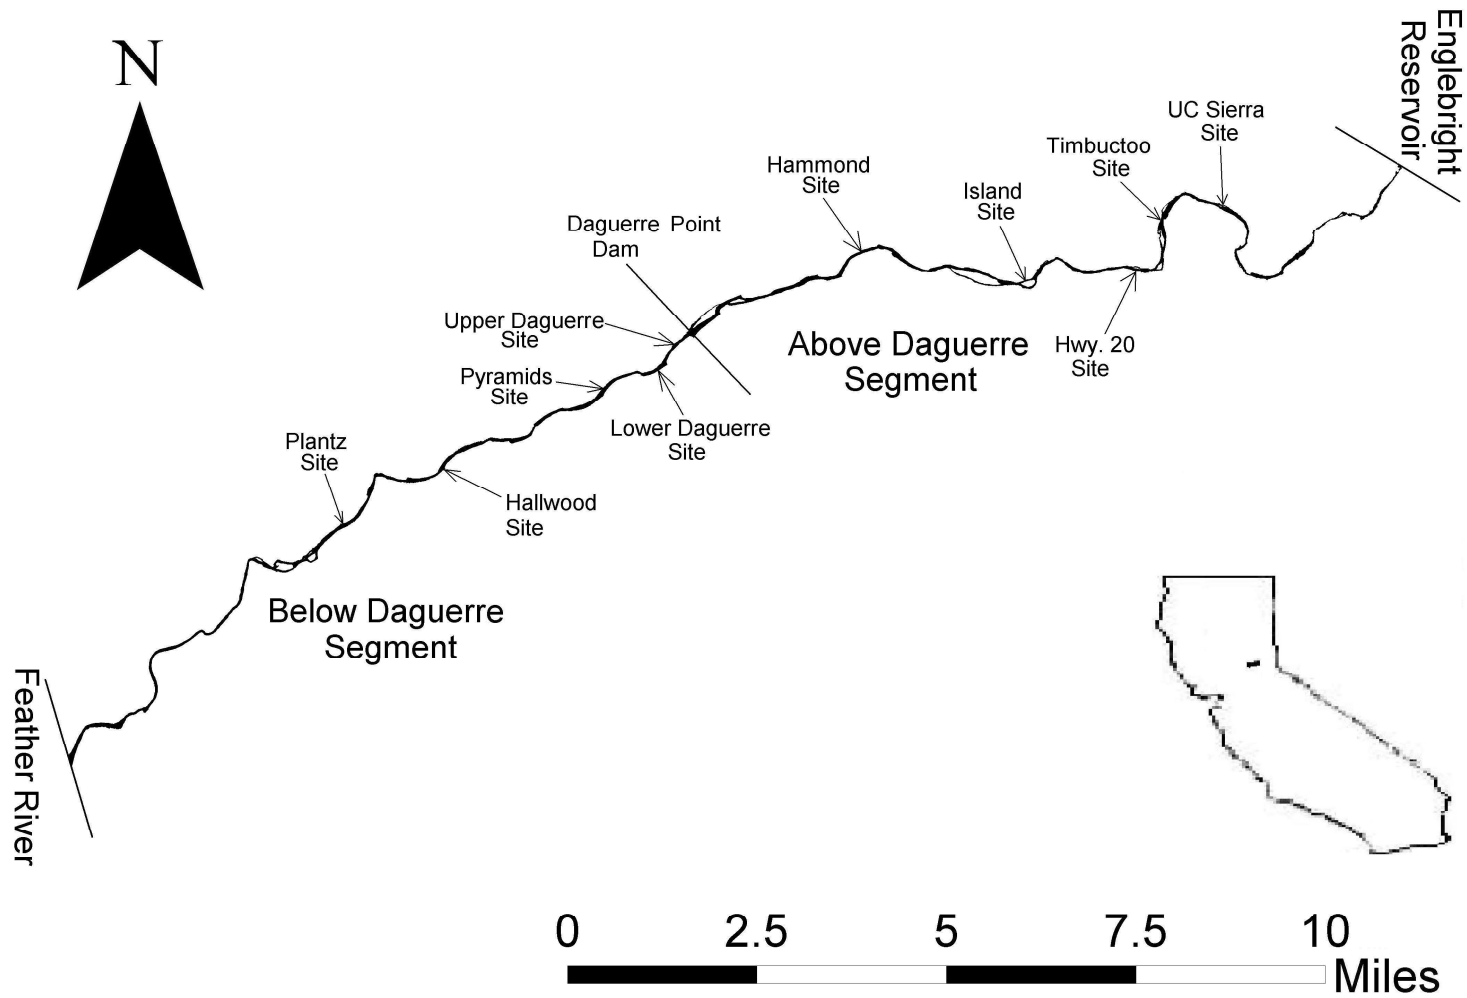 N
Englebright
Reservoir
UC Sierra
Site
Timbuctoo
Site
Hammond
Site
Island
Site
Daguerre Point
Dam
Upper Daguerre
Site
Above Daguerre
Segment
Hwy. 20
Site
Pyramids
Site
Lower Daguerre
Site
Plantz
Site
Hallwood
Site
Below Daguerre
Segment
Feather River
0 2.5 5 7.5 10
Miles